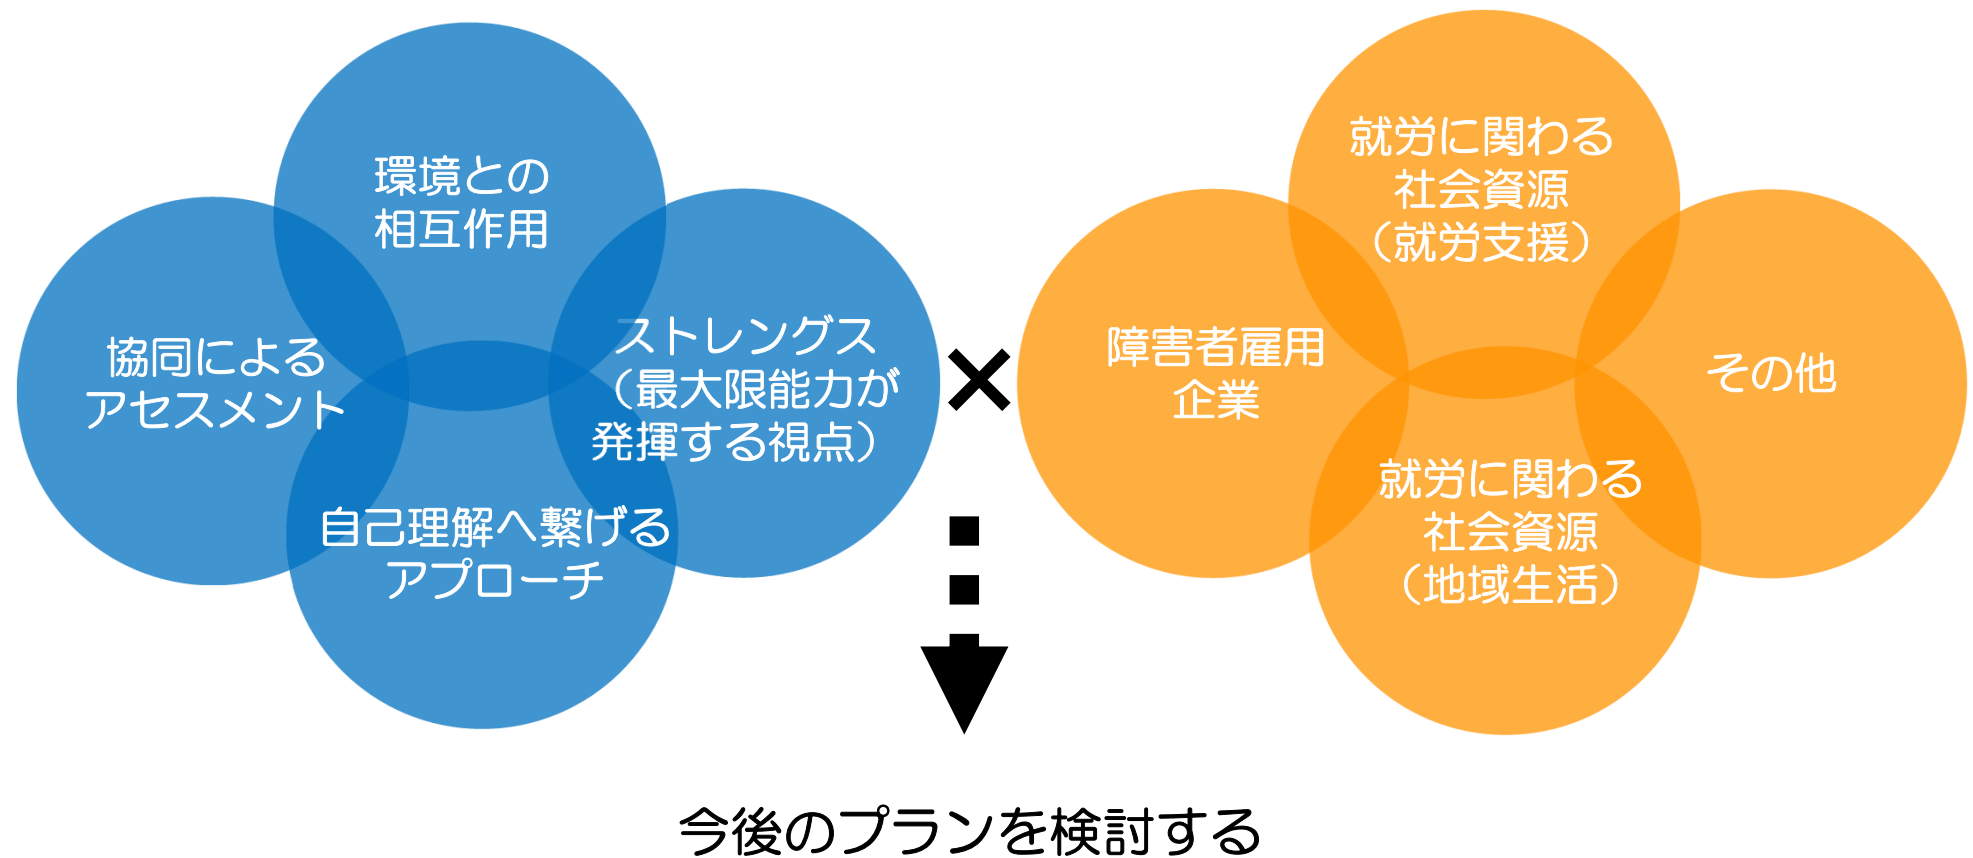 環境との
相互作用
協同による
アセスメント
ストレングス
（最大限能力が
発揮する視点）
自己理解へ繋げる
アプローチ
×
就労に関わる
社会資源
（就労支援）
障害者雇用
企業
その他
就労に関わる
社会資源
（地域生活）
今後のプランを検討する